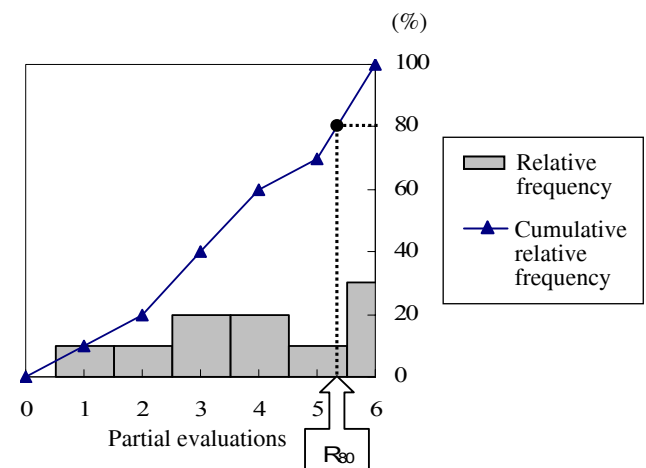 (%)
100
80
60
40
20
0
0 1 2 3 4 5 6
Partial evaluations
R80
Relative
frequency
Cumulative
relative
frequency